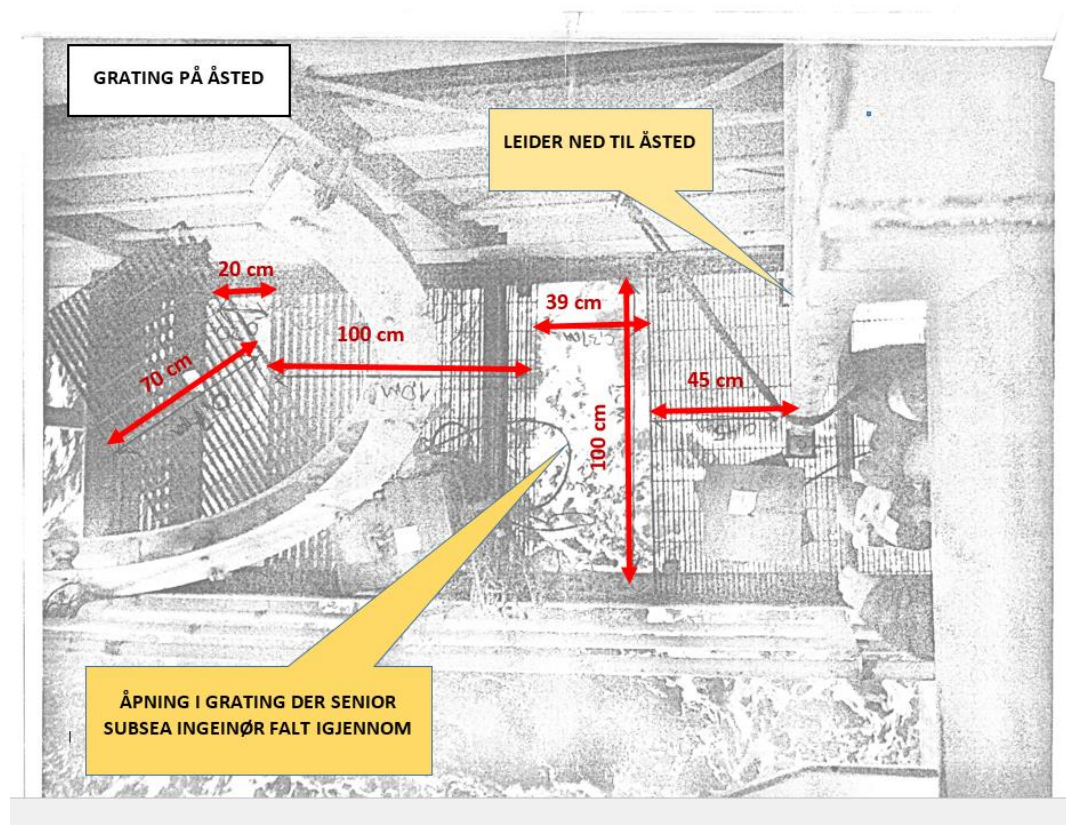 GRATING PÅ ÅSTED
LEIDER NED TIL ÅSTED
20 cm
39 cm
100 cm
70 cm
45 cm
100 cm
ÅPNING I GRATING DER SENIOR
SUBSEA INGEINØR FALT IGJENNOM